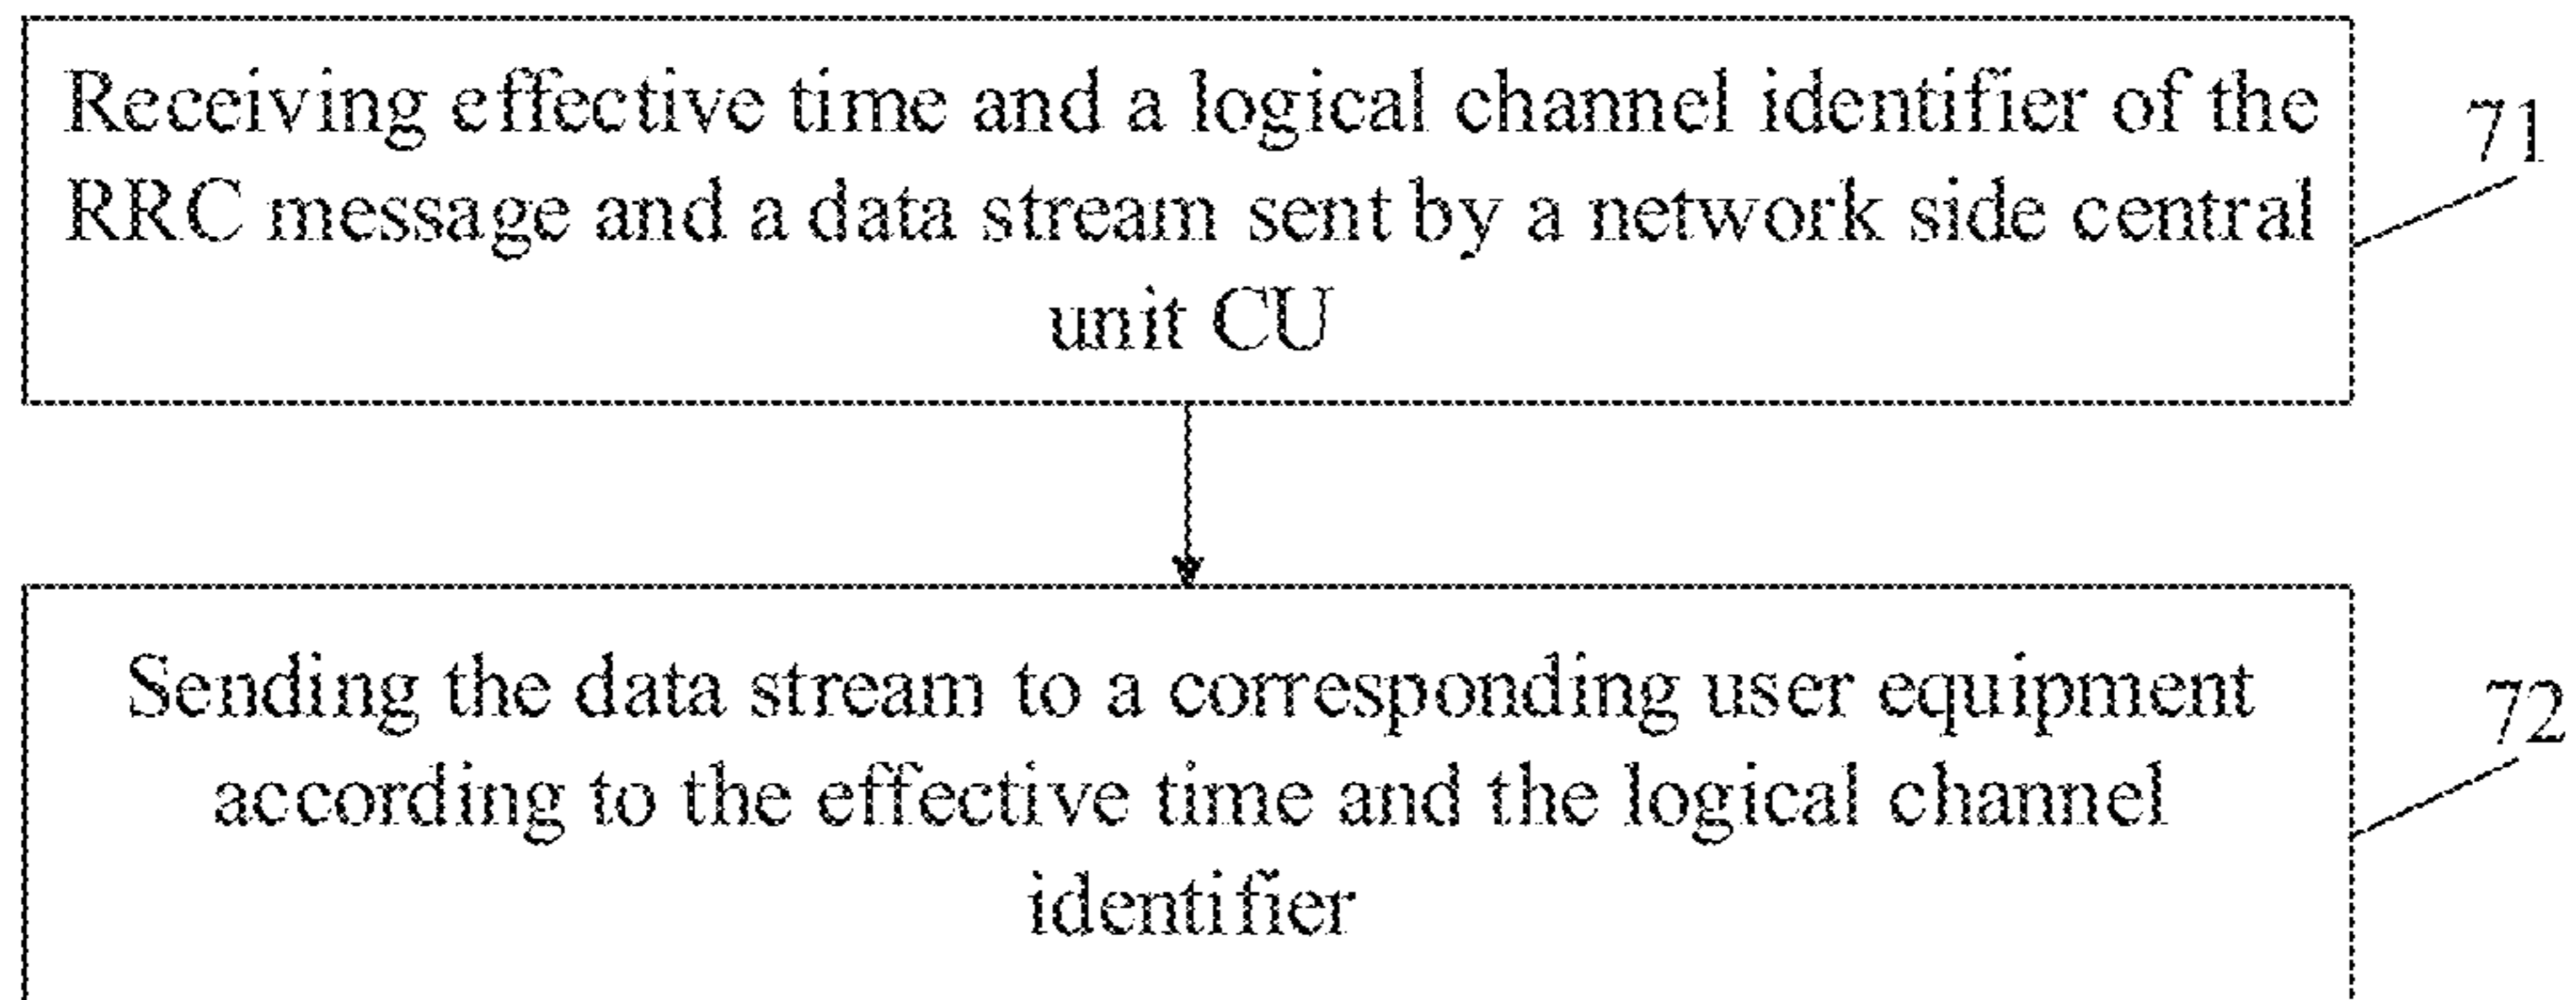 Receiving effective time and a logical channel identifier of the
RRC message and a data stream sent by a network side central
unit CU
71
Sending the data stream to a corresponding user equipment
according to the effective time and the logical channel
identifier
72